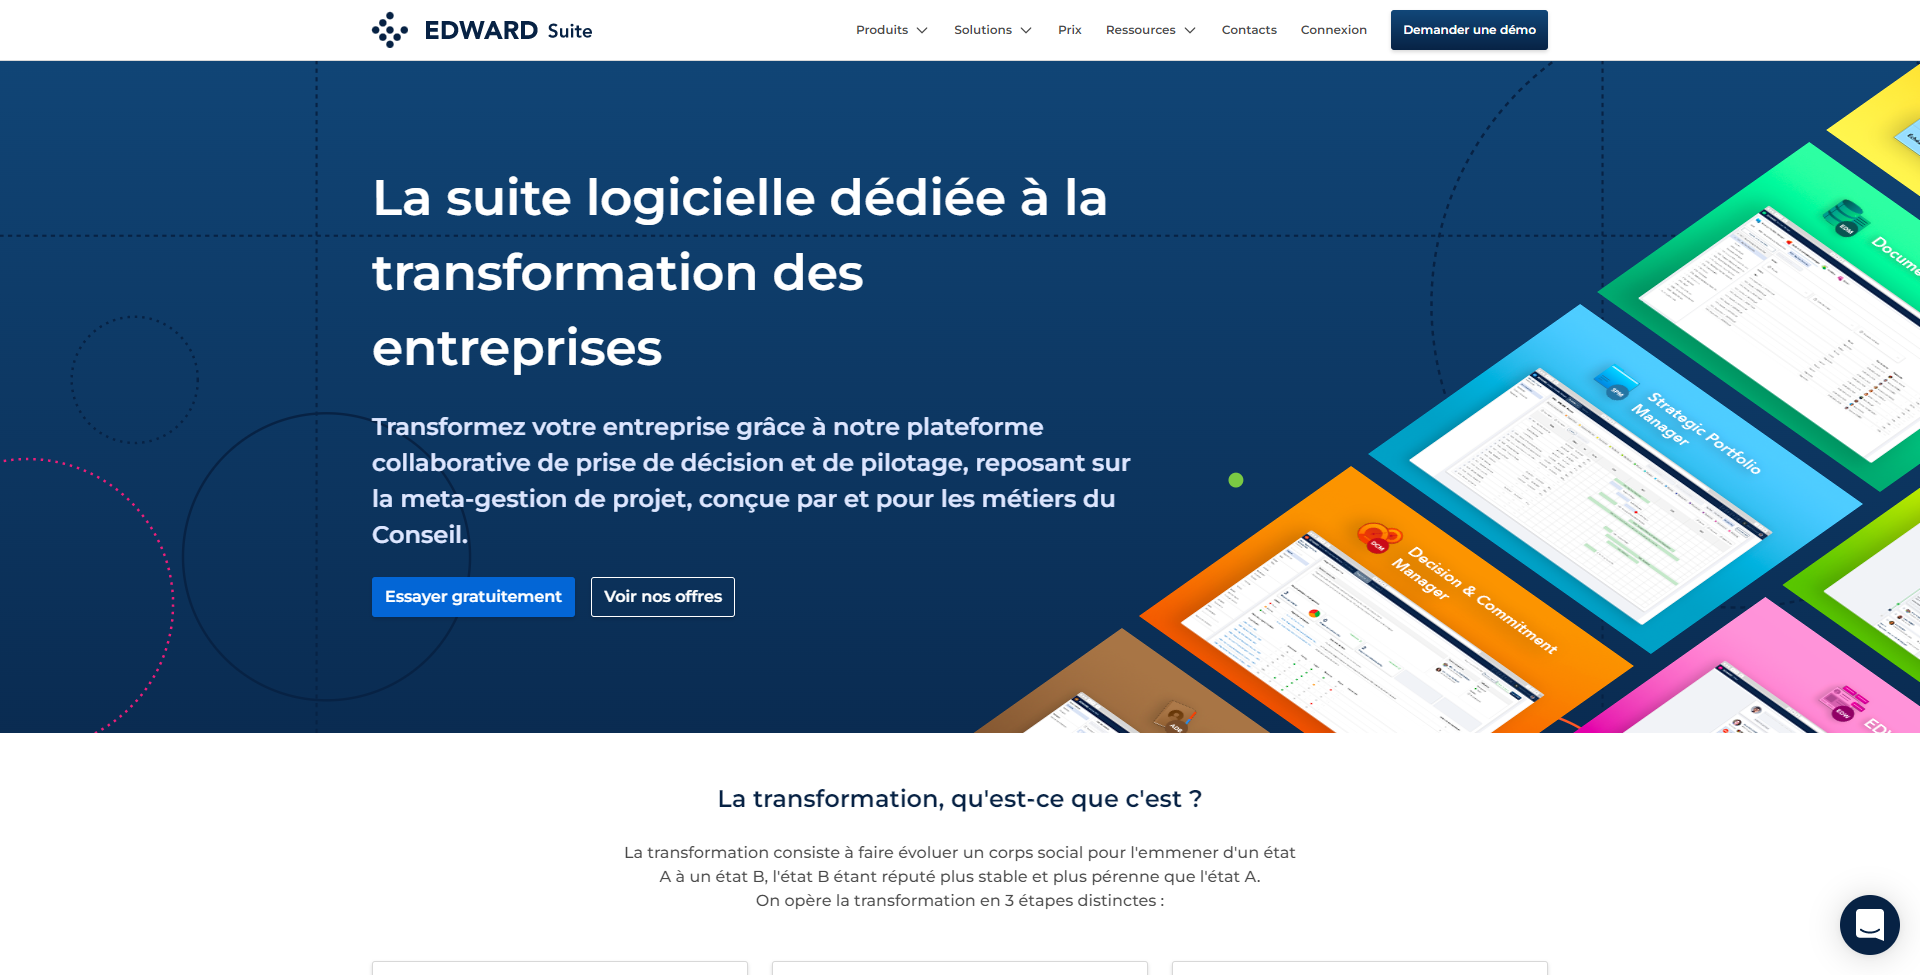 EDWARD Suite
Produits
Solutions
Prix
Ressources
Contacts
Connexion
Demander une démo
La suite logicielle dédiée à la
transformation des
entreprises
Transformez votre entreprise grâce à notre plateforme
collaborative de prise de décision et de pilotage, reposant sur
la meta-gestion de projet, conçue par et pour les métiers du
Conseil.
Essayer gratuitement
Voir nos offres
EDM
SPM
Strategic Portfolio
Manager
DCM
Decision & Commitment
Manager
ADB
EDW
La transformation, qu'est-ce que c'est ?
La transformation consiste à faire évoluer un corps social pour l'emmener d'un état
A à un état B, l'état B étant réputé plus stable et plus pérenne que l'état A.
On opère la transformation en 3 étapes distinctes :